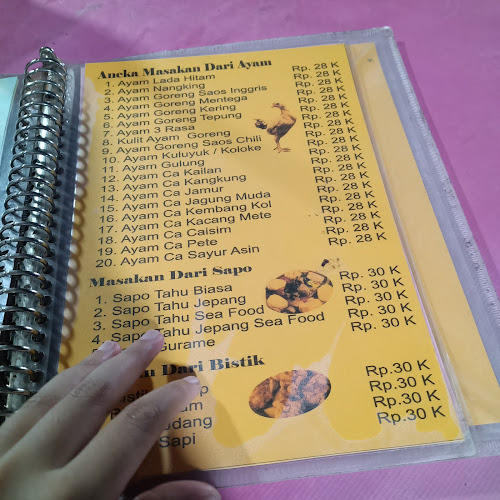 Aneka Masakan Dari Ayam
1. Ayam Lada Hitam Rp. 28 K
2. Ayam Nangking Rp. 28 K
3. Ayam Goreng Saos Inggris Rp. 28 K
4. Ayam Goreng Mentega Rp. 28 K
5. Ayam Goreng Kering Rp. 28 K
6. Ayam Goreng Tepung Rp. 28 K
7. Ayam 3 Rasa Rp. 28 K
8. Kulit Ayam Goreng Rp. 28 K
9. Ayam Goreng Saos Chili Rp. 28 K
10. Ayam Kuluyuk / Koloke Rp. 28 K
11. Ayam Gulung Rp. 28 K
12. Ayam Ca Kailan Rp. 28 K
13. Ayam Ca Kangkung Rp. 28 K
14. Ayam Ca Jamur Rp. 28 K
15. Ayam Ca Jagung Muda Rp. 28 K
16. Ayam Ca Kembang Kol Rp. 28 K
17. Ayam Ca Kacang Mete Rp. 28 K
18. Ayam Ca Caisim Rp. 28 K
19. Ayam Ca Pete Rp. 28 K
20. Ayam Ca Sayur Asin Rp. 28 K
Masakan Dari Sapo
1. Sapo Tahu Biasa Rp. 30 K
2. Sapo Tahu Jepang Rp. 30 K
3. Sapo Tahu Sea Food Rp. 30 K
4. Sapo Tahu Jepang Sea Food Rp. 30 K
Gurame Rp. 30 K
Dari Bistik
Rp.30 K
Rp.30 K
Rp.30 K
Sapi Rp.30 K